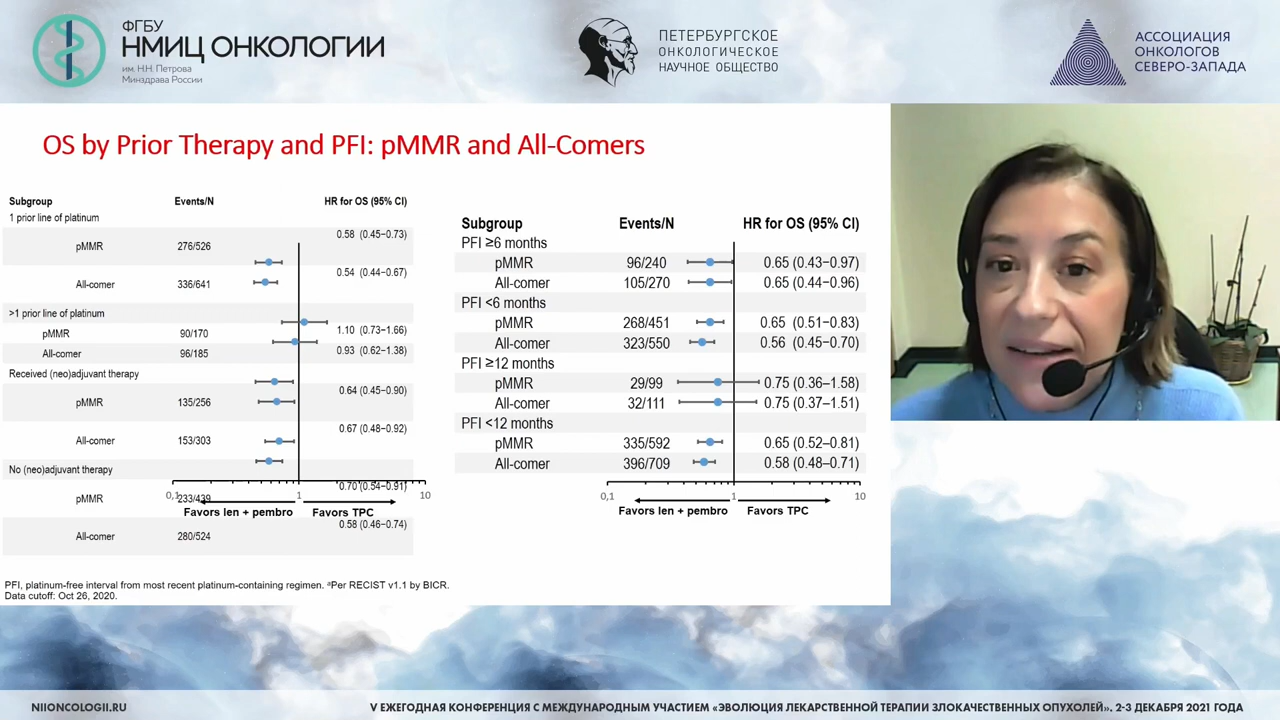 ФГБУ
НМИЦ ОНКОЛОГИИ
им. Н.Н. Петрова
Минздрава России
ПЕТЕРБУРГСКОЕ
ОНКОЛОГИЧЕСКОЕ
НАУЧНОЕ ОБЩЕСТВО
АССОЦИАЦИЯ
ОНКОЛОГОВ
СЕВЕРО-ЗАПАДА
OS by Prior Therapy and PFI: pMMR and All-Comers
Subgroup Events/N HR for OS (95% CI)
1 prior line of platinum
pMMR 276/526 0.58 (0.45–0.73)
All-comer 336/641 0.54 (0.44–0.67)
>1 prior line of platinum
pMMR 90/170 1.10 (0.73–1.66)
All-comer 96/185 0.93 (0.62–1.38)
Received (neo)adjuvant therapy
pMMR 135/256 0.64 (0.45–0.90)
All-comer 153/303 0.67 (0.48–0.92)
No (neo)adjuvant therapy
pMMR 233/439 0.70 (0.54–0.91)
All-comer 280/524 0.58 (0.46–0.74)
0,1 1 10
Favors len + pembro Favors TPC
Subgroup Events/N HR for OS (95% CI)
PFI ≥6 months
pMMR 96/240 0.65 (0.43–0.97)
All-comer 105/270 0.65 (0.44–0.96)
PFI <6 months
pMMR 268/451 0.65 (0.51–0.83)
All-comer 323/550 0.56 (0.45–0.70)
PFI ≥12 months
pMMR 29/99 0.75 (0.36–1.58)
All-comer 32/111 0.75 (0.37–1.51)
PFI <12 months
pMMR 335/592 0.65 (0.52–0.81)
All-comer 396/709 0.58 (0.48–0.71)
0,1 1 10
Favors len + pembro Favors TPC
PFI, platinum-free interval from most recent platinum-containing regimen. ᵃPer RECIST v1.1 by BICR.
Data cutoff: Oct 26, 2020.
NIIONCOLOGII.RU
V ЕЖЕГОДНАЯ КОНФЕРЕНЦИЯ С МЕЖДУНАРОДНЫМ УЧАСТИЕМ «ЭВОЛЮЦИЯ ЛЕКАРСТВЕННОЙ ТЕРАПИИ ЗЛОКАЧЕСТВЕННЫХ ОПУХОЛЕЙ». 2-3 ДЕКАБРЯ 2021 ГОДА